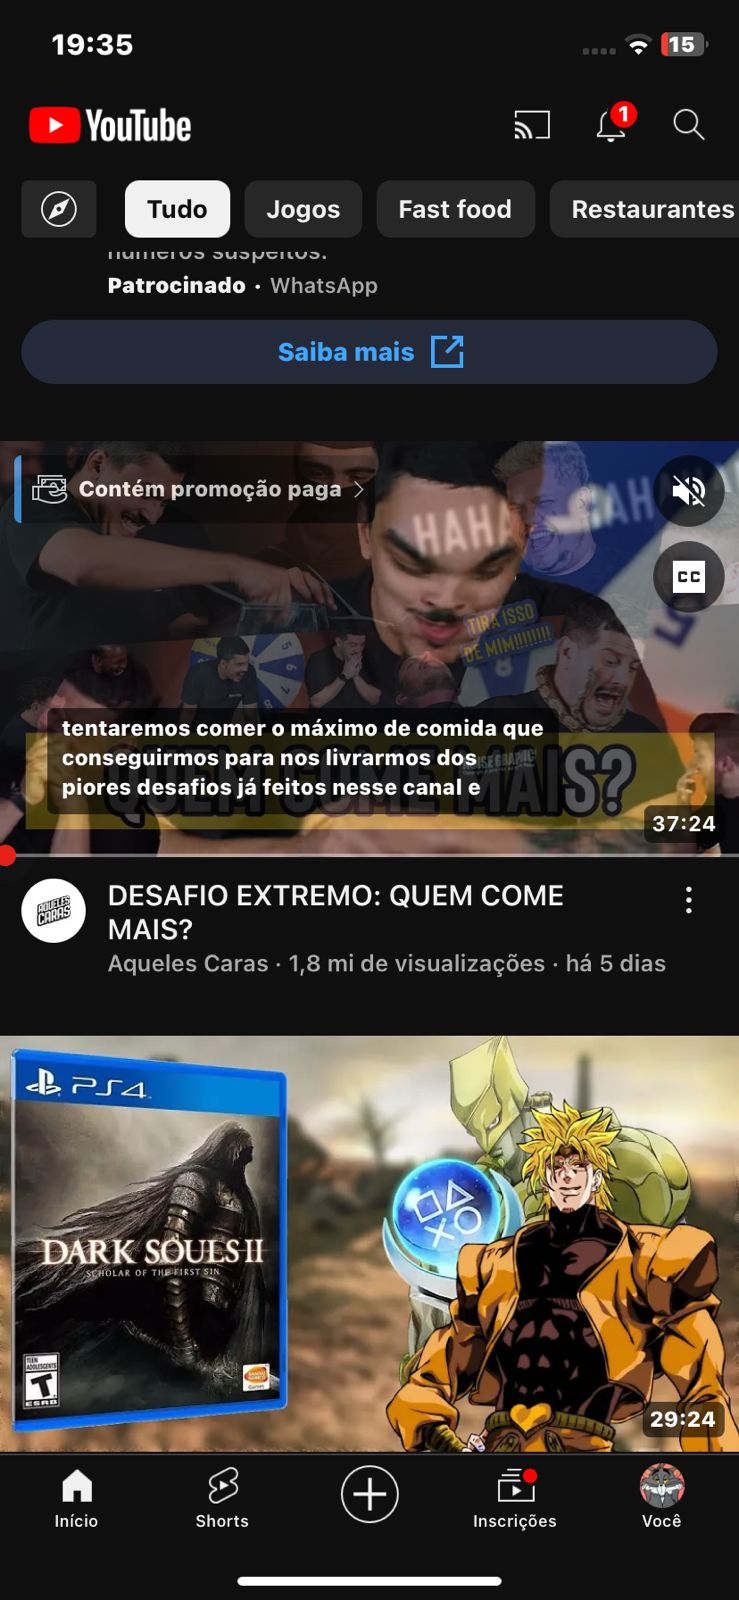 19:35
15
YouTube
1
Tudo
Jogos
Fast food
Restaurantes
números suspeitos.
Patrocinado · WhatsApp
Saiba mais
Contém promoção paga
HAHA
CC
TIRA ISSO
DE MIM!!!!!!!!
tentaremos comer o máximo de comida que
conseguirmos para nos livrarmos dos
piores desafios já feitos nesse canal e
QUEM COME MAIS?
37:24
AQUELES
CARAS
DESAFIO EXTREMO: QUEM COME
MAIS?
Aqueles Caras · 1,8 mi de visualizações · há 5 dias
PS4
DARK SOULS II
SCHOLAR OF THE FIRST SIN
TEEN
T
ESRB
29:24
Início
Shorts
Inscrições
Você